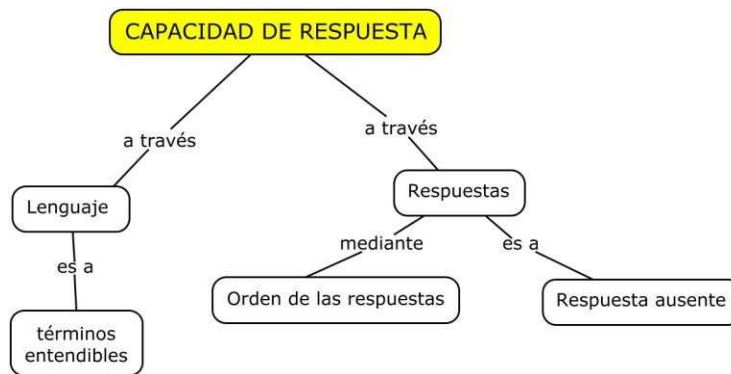 CAPACIDAD DE RESPUESTA
a través
a través
Lenguaje
Respuestas
es a
mediante
es a
términos
entendibles
Orden de las respuestas
Respuesta ausente